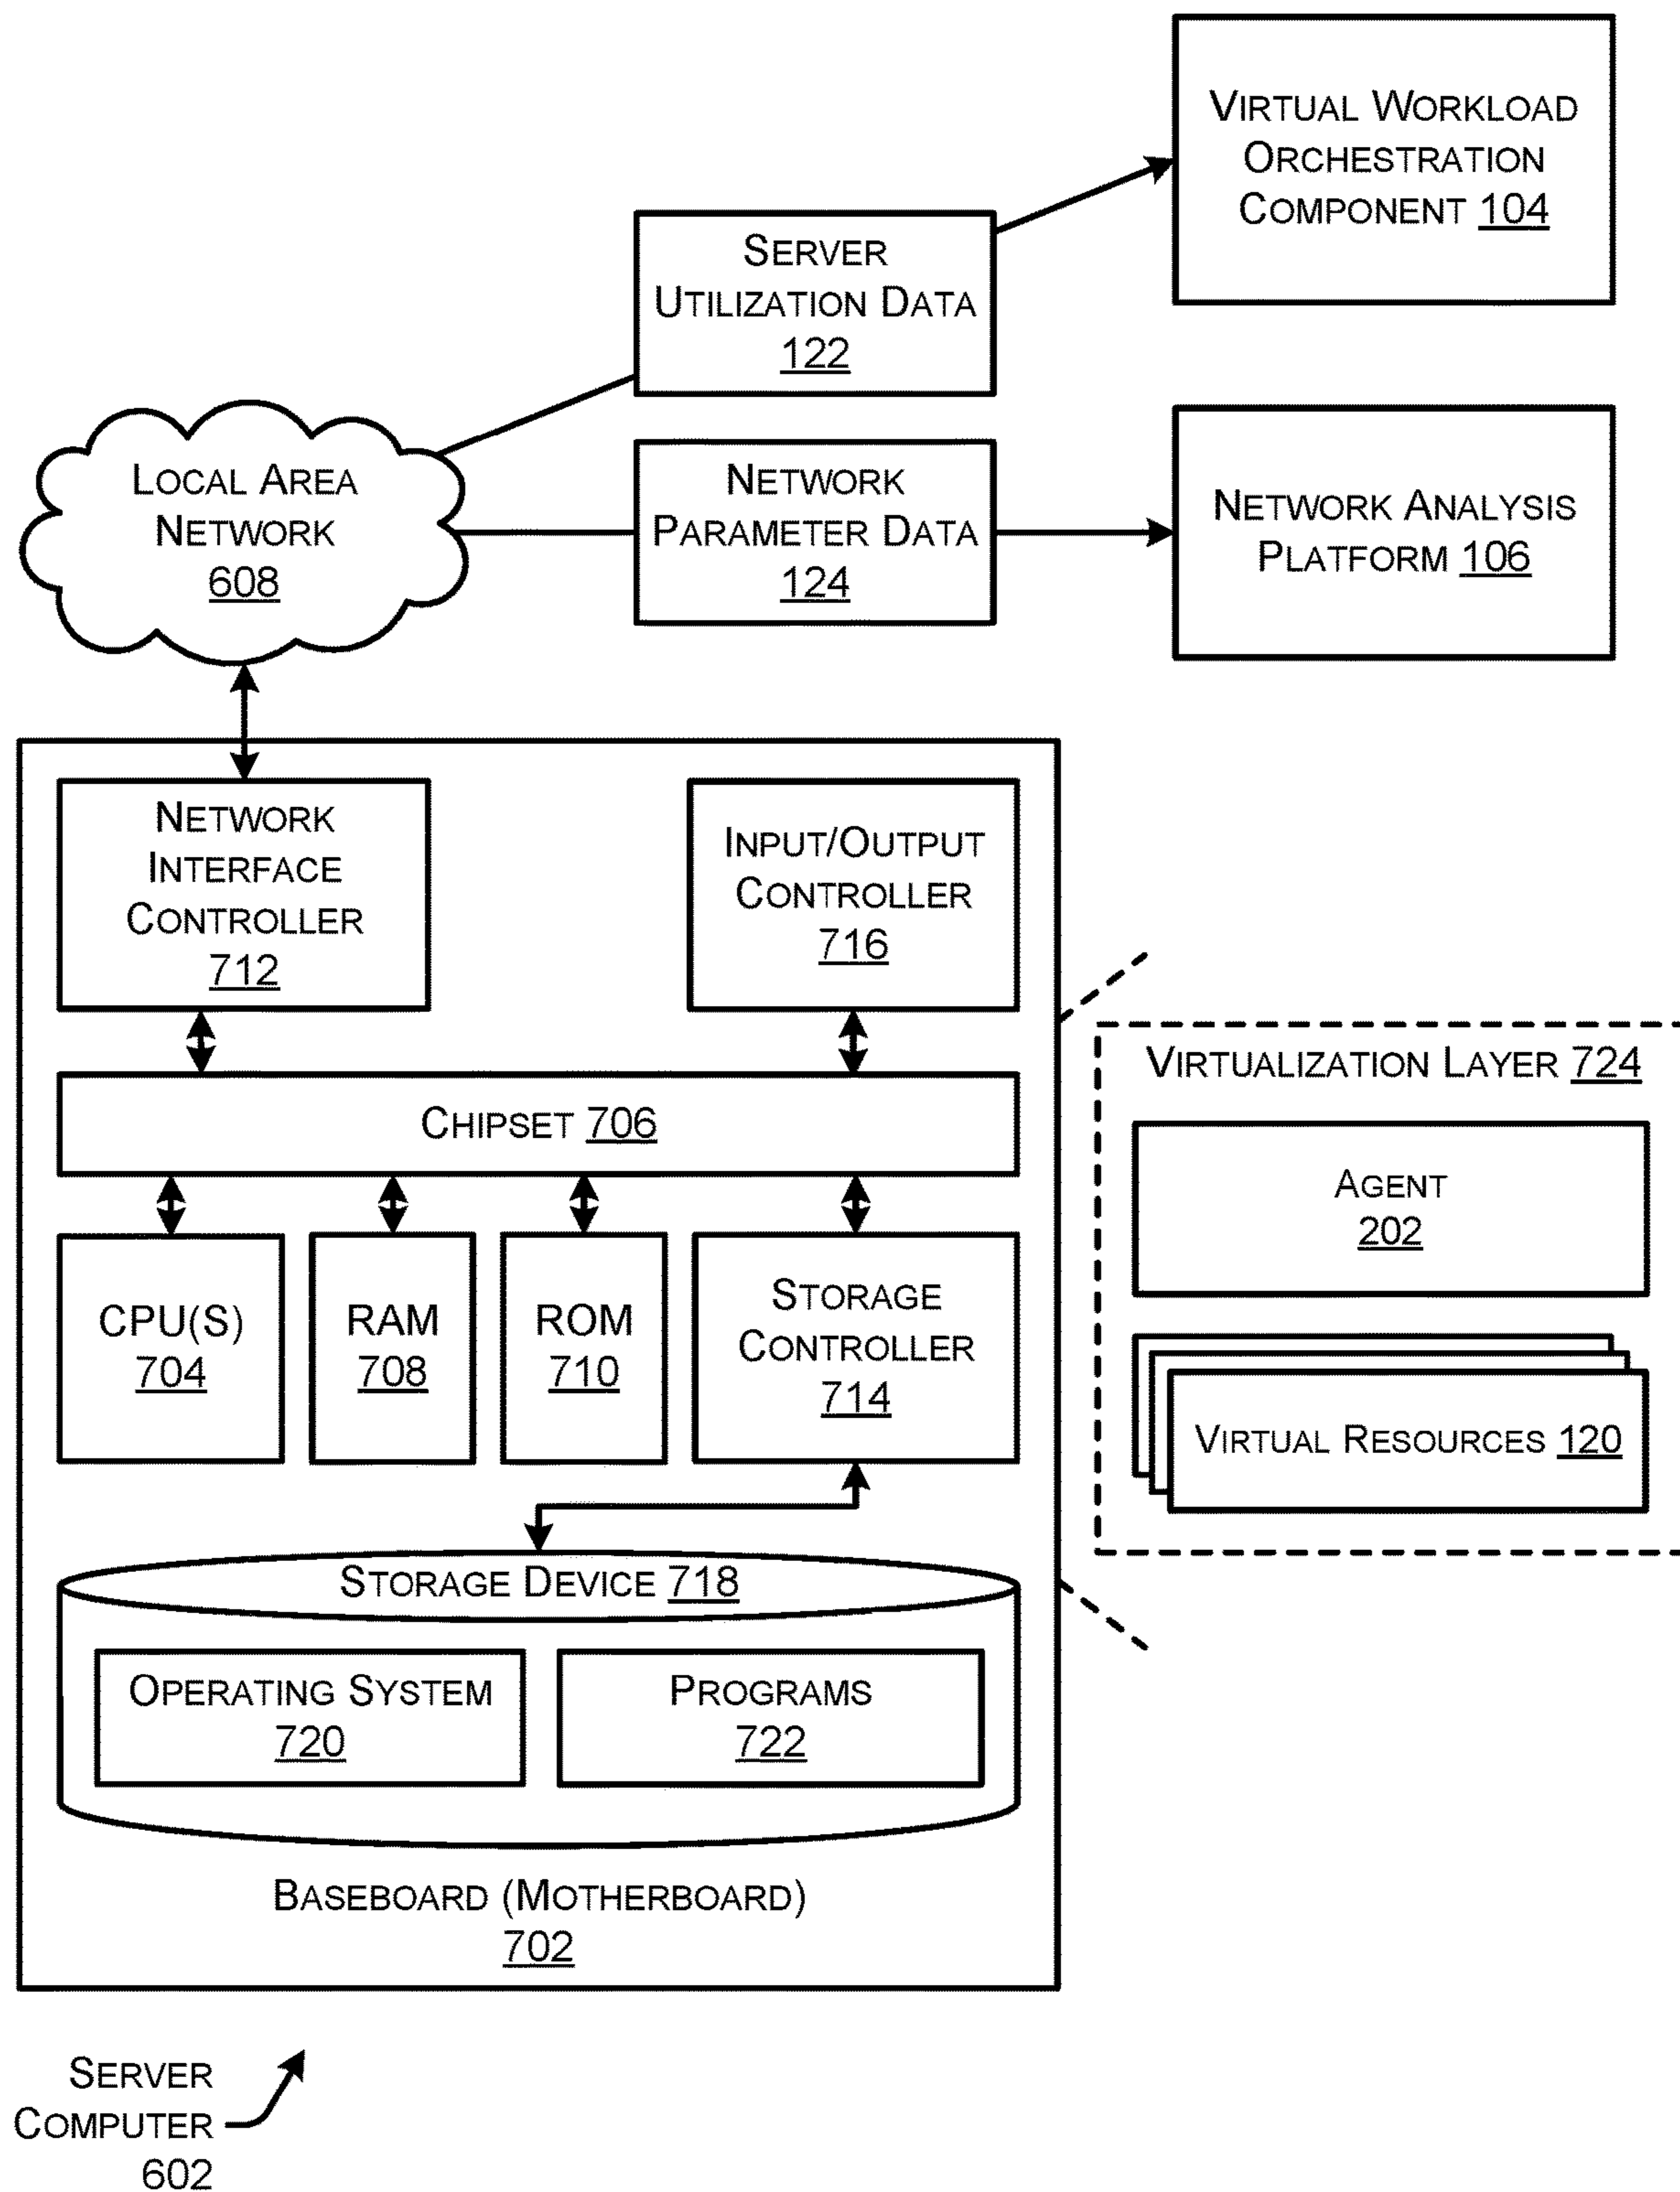 VIRTUAL WORKLOAD
ORCHESTRATION
COMPONENT 104
SERVER
UTILIZATION DATA
122
LOCAL AREA
NETWORK
608
NETWORK
PARAMETER DATA
124
NETWORK ANALYSIS
PLATFORM 106
NETWORK
INTERFACE
CONTROLLER
712
INPUT/OUTPUT
CONTROLLER
716
CHIPSET 706
CPU(S)
704
RAM
708
ROM
710
STORAGE
CONTROLLER
714
VIRTUALIZATION LAYER 724
AGENT
202
VIRTUAL RESOURCES 120
STORAGE DEVICE 718
OPERATING SYSTEM
720
PROGRAMS
722
BASEBOARD (MOTHERBOARD)
702
SERVER
COMPUTER
602